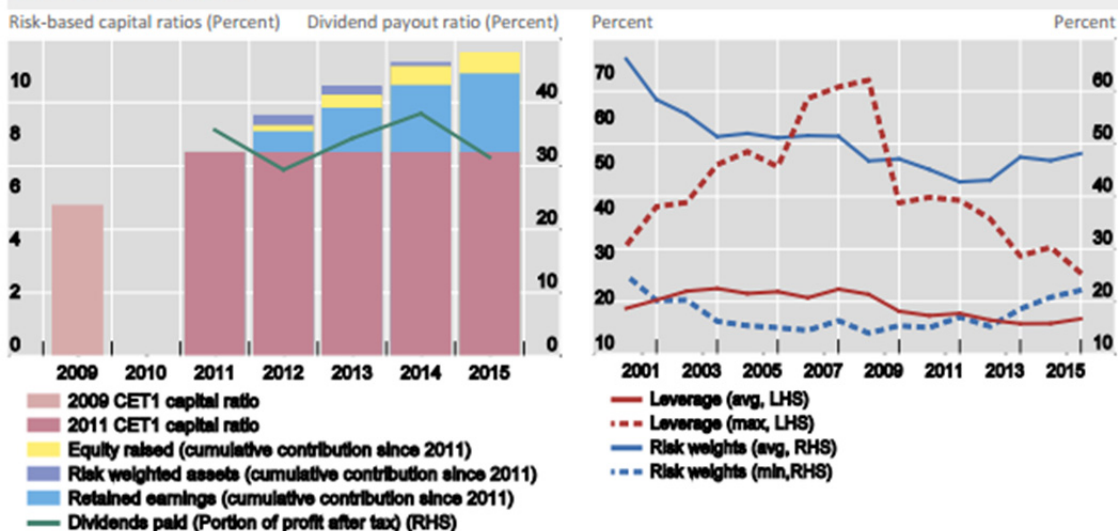 Risk-based capital ratios (Percent) Dividend payout ratio (Percent)
10
8
6
4
2
0
40
30
20
10
0
2009 2010 2011 2012 2013 2014 2015
2009 CET1 capital ratio
2011 CET1 capital ratio
Equity raised (cumulative contribution since 2011)
Risk weighted assets (cumulative contribution since 2011)
Retained earnings (cumulative contribution since 2011)
Dividends paid (Portion of profit after tax) (RHS)
Percent Percent
70
60
50
40
30
20
10
60
50
40
30
20
10
2001 2003 2005 2007 2009 2011 2013 2015
Leverage (avg, LHS)
Leverage (max, LHS)
Risk weights (avg, RHS)
Risk weights (min,RHS)